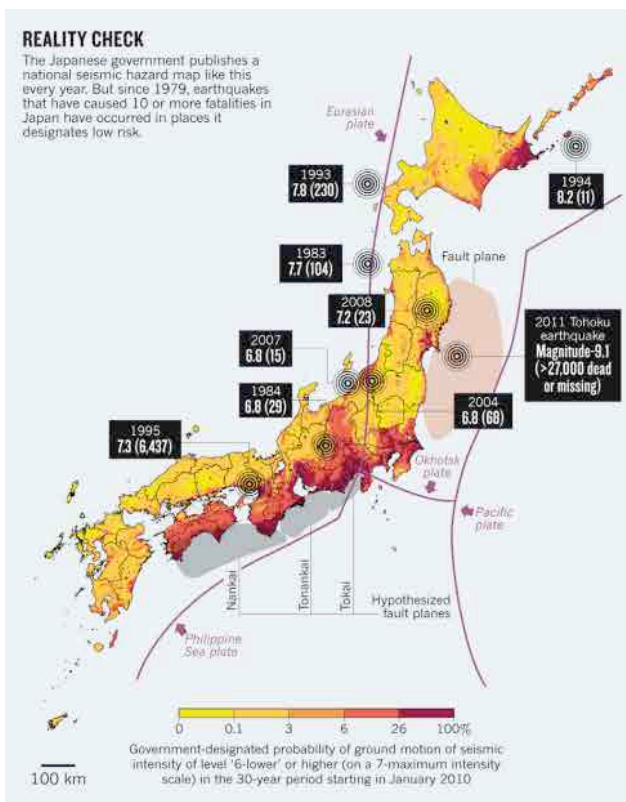 REALITY CHECK
The Japanese government publishes a
national seismic hazard map like this
every year. But since 1979, earthquakes
that have caused 10 or more fatalities in
Japan have occurred in places it
designates low risk.
Eurasian
plate
1993
7.8 (230)
1994
8.2 (11)
1983
7.7 (104)
Fault plane
2008
7.2 (23)
2011 Tohoku
earthquake
Magnitude-9.1
(>27,000 dead
or missing)
2007
6.8 (15)
1984
6.8 (29)
2004
6.8 (68)
1995
7.3 (6,437)
Okhotsk
plate
Pacific
plate
Nankai
Tonankai
Tokai
Hypothesized
fault planes
Philippine
Sea plate
0 0.1 3 6 26 100%
Government-designated probability of ground motion of seismic
intensity of level ‘6-lower’ or higher (on a 7-maximum intensity
scale) in the 30-year period starting in January 2010
100 km